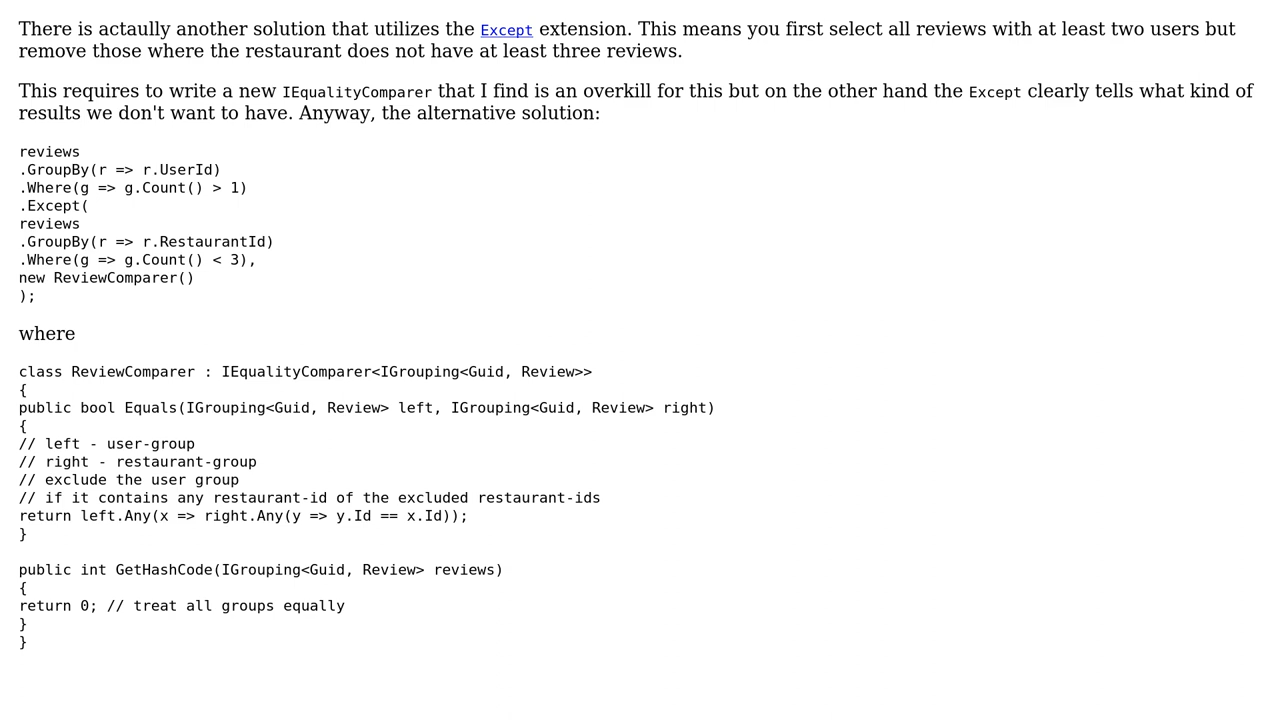 There is actaully another solution that utilizes the Except extension. This means you first select all reviews with at least two users but
remove those where the restaurant does not have at least three reviews.
This requires to write a new IEqualityComparer that I find is an overkill for this but on the other hand the Except clearly tells what kind of
results we don't want to have. Anyway, the alternative solution:
reviews
.GroupBy(r => r.UserId)
.Where(g => g.Count() > 1)
.Except(
reviews
.GroupBy(r => r.RestaurantId)
.Where(g => g.Count() < 3),
new ReviewComparer()
);
where
class ReviewComparer : IEqualityComparer<IGrouping<Guid, Review>>
{
public bool Equals(IGrouping<Guid, Review> left, IGrouping<Guid, Review> right)
{
// left - user-group
// right - restaurant-group
// exclude the user group
// if it contains any restaurant-id of the excluded restaurant-ids
return left.Any(x => right.Any(y => y.Id == x.Id));
}
public int GetHashCode(IGrouping<Guid, Review> reviews)
{
return 0; // treat all groups equally
}
}